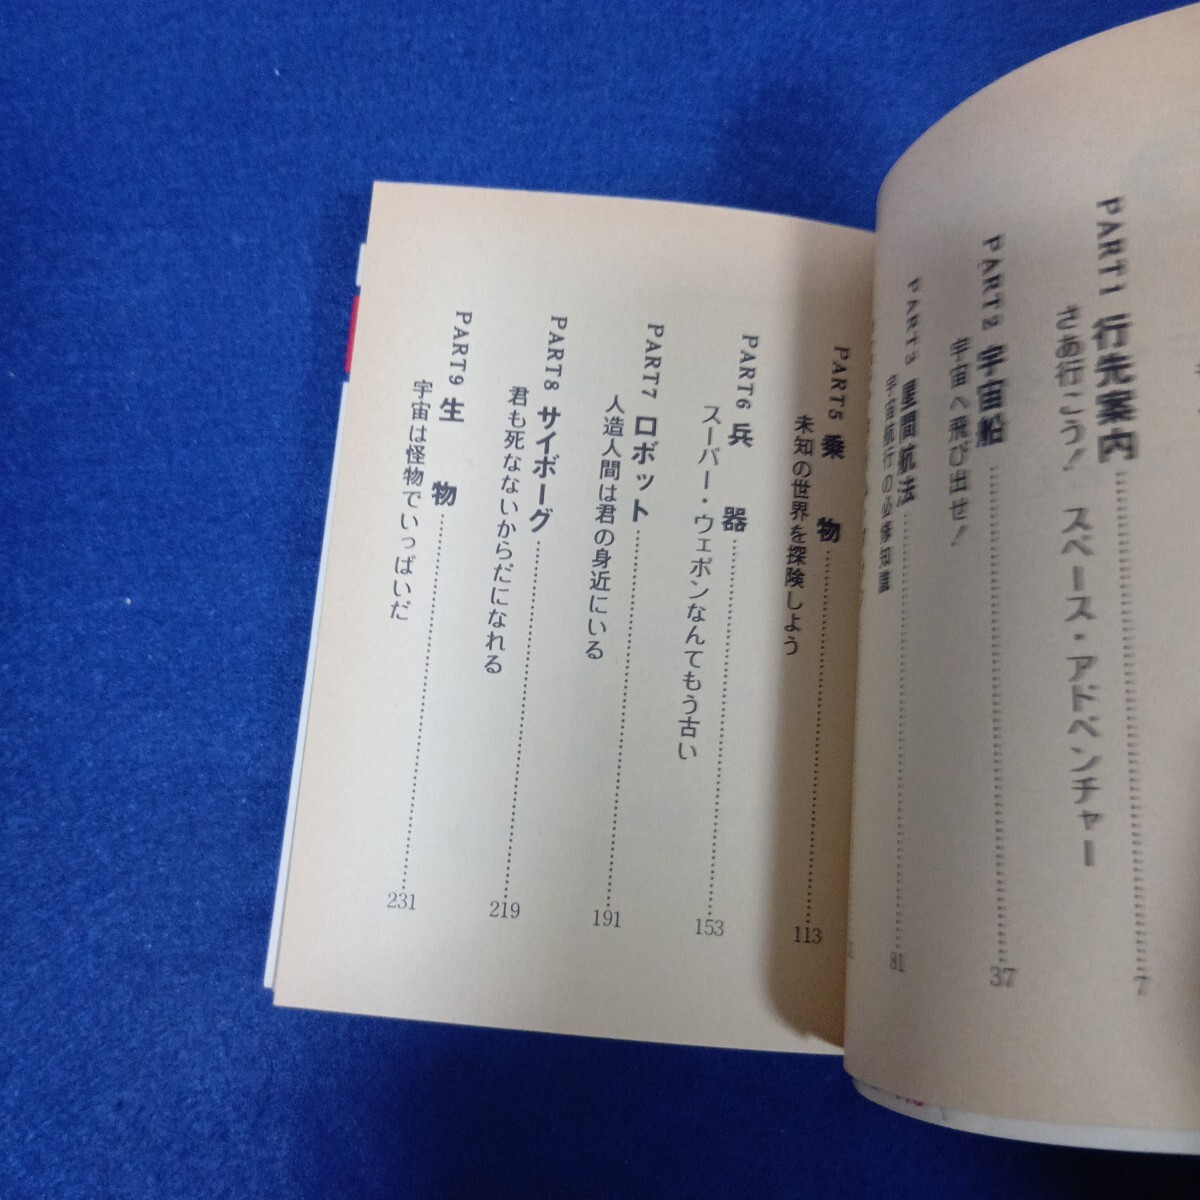 PART1 行先案内……7
さあ行こう! スペース・アドベンチャー
PART2 宇宙船……37
宇宙へ飛び出せ!
PART3 星間航法……81
宇宙航行の必修知識
PART5 乗物……113
未知の世界を探険しよう
PART6 兵器……153
スーパー・ウェポンなんてもう古い
PART7 ロボット……191
人造人間は君の身近にいる
PART8 サイボーグ……219
君も死なないからだになれる
PART9 生物……231
宇宙は怪物でいっぱいだ